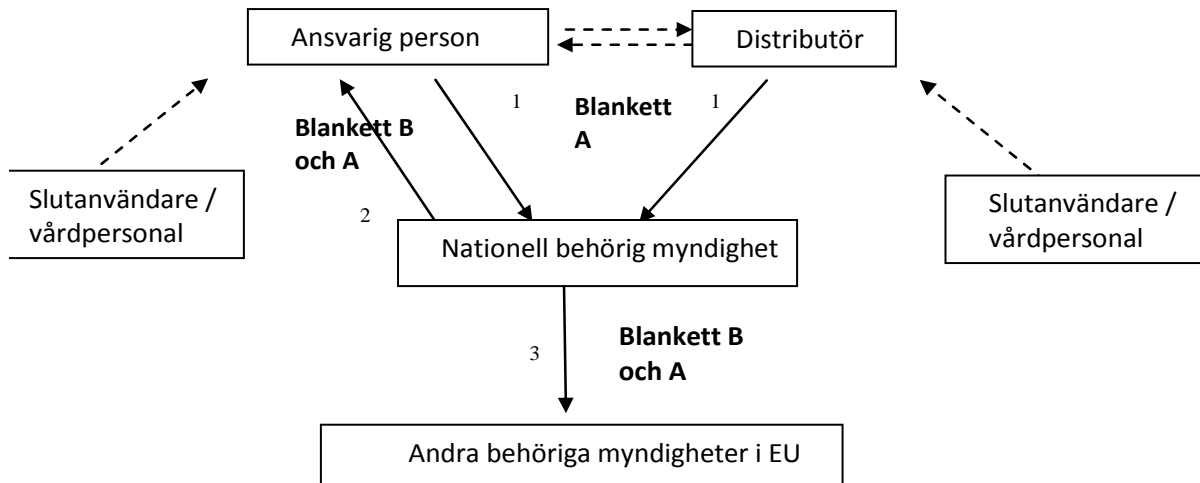 Ansvarig person
Distributör
1
Blankett
A
1
Blankett B
och A
Slutanvändare /
vårdpersonal
2
Slutanvändare /
vårdpersonal
Nationell behörig myndighet
3
Blankett B
och A
Andra behöriga myndigheter i EU